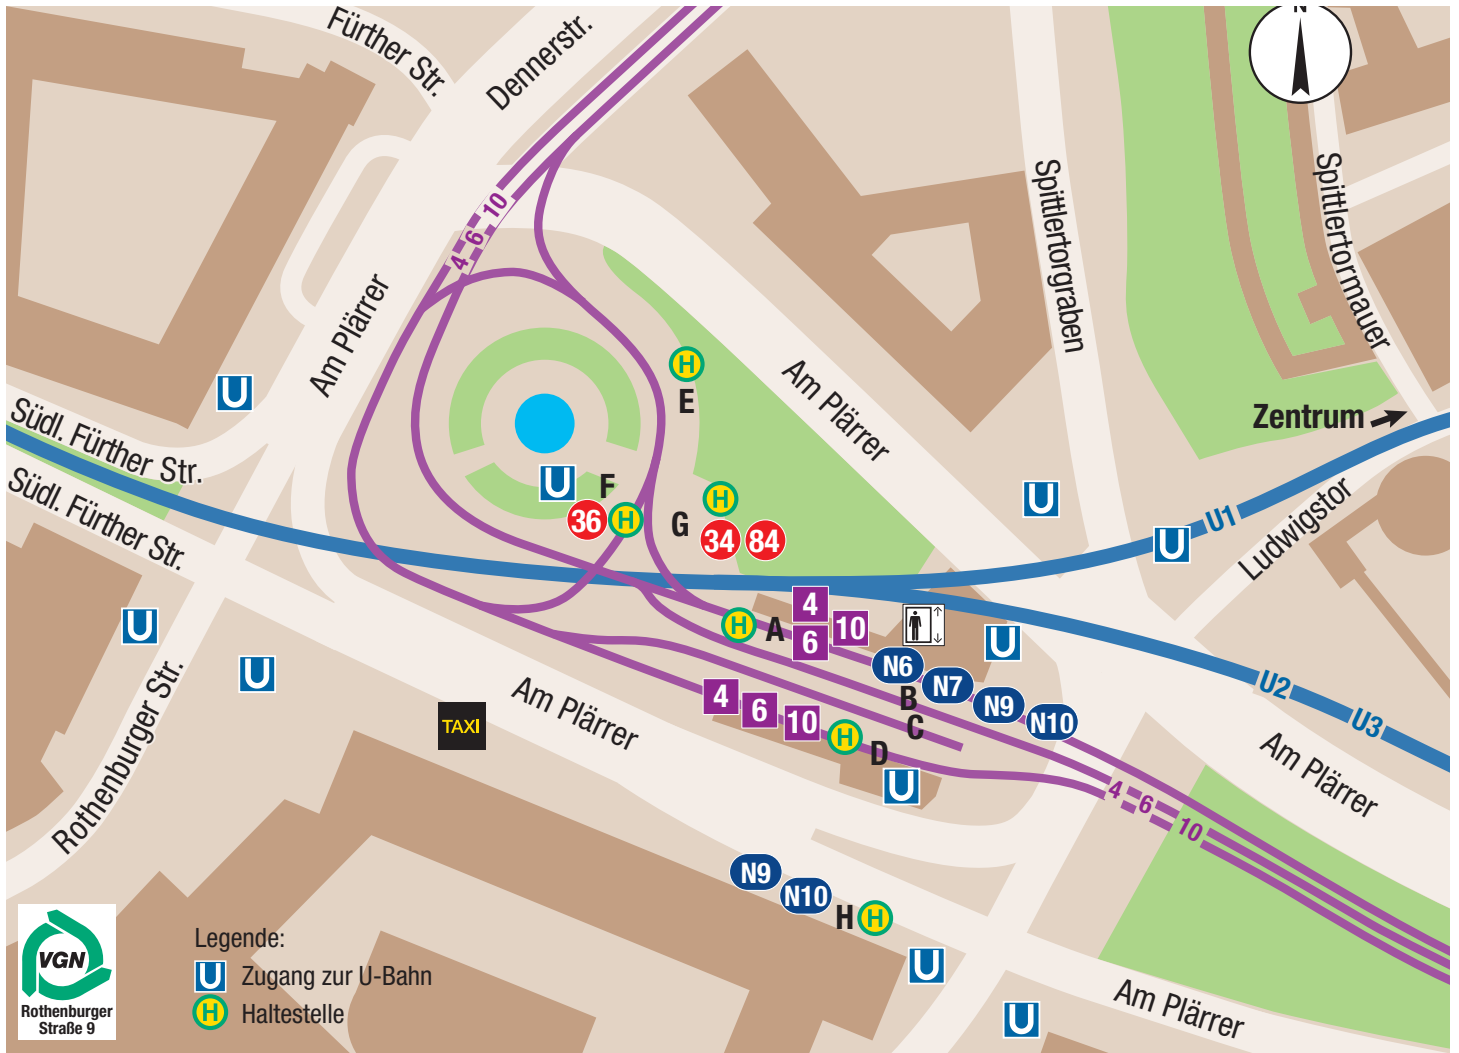 N
Fürther Str.
Dennerstr.
Spittlertorgraben
Spittlertormauer
4 6 10
Am Plärrer
U
H
E
Am Plärrer
Zentrum
Südl. Fürther Str.
Südl. Fürther Str.
U
F
36
H
H
G
34
84
U
U1
U
Ludwigstor
U
U
H
A
4
6
10
U
N6
N7
N9
N10
B
C
U2
U3
Rothenburger Str.
TAXI
Am Plärrer
4
6
10
H
D
U
4 6 10
Am Plärrer
N9
N10
H
H
U
U
Am Plärrer
VGN
Rothenburger
Straße 9
Legende:
U Zugang zur U-Bahn
H Haltestelle